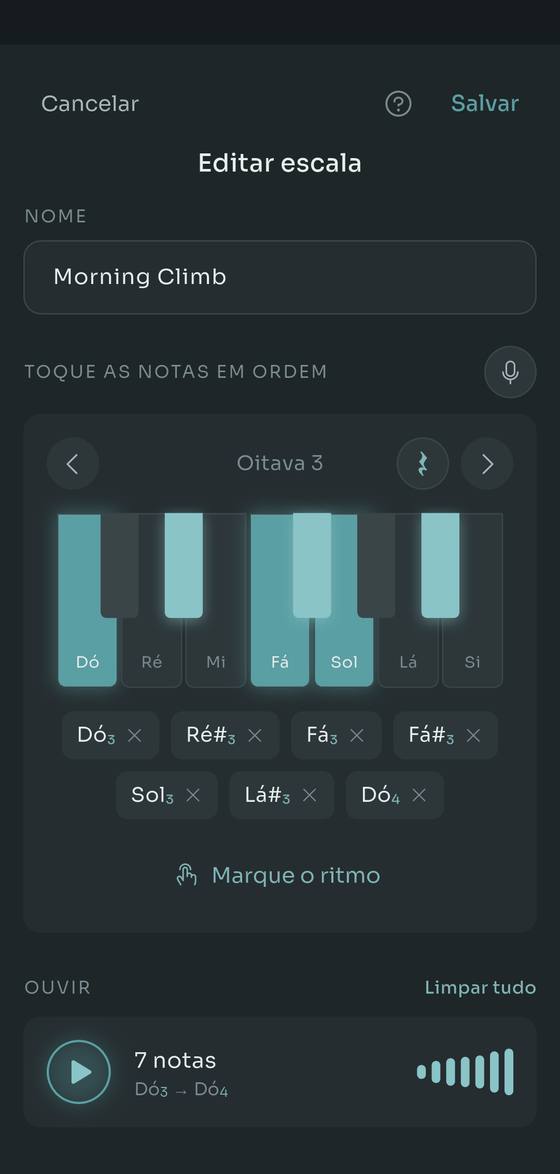 Cancelar
Salvar
Editar escala
NOME
Morning Climb
TOQUE AS NOTAS EM ORDEM
Oitava 3
Dó Ré Mi Fá Sol Lá Si
Dó₃ Ré#₃ Fá₃ Fá#₃
Sol₃ Lá#₃ Dó₄
Marque o ritmo
OUVIR
Limpar tudo
7 notas
Dó₃ → Dó₄